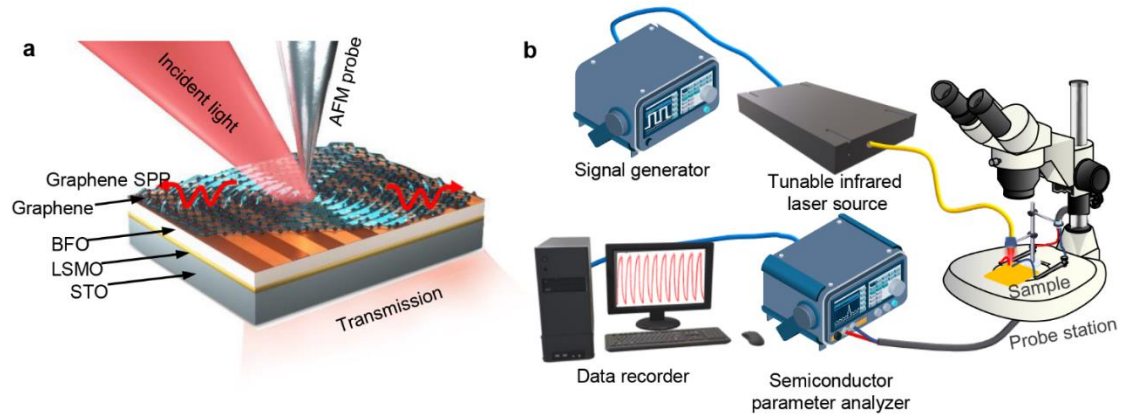 a
Incident light
AFM probe
Graphene SPP
Graphene
BFO
LSMO
STO
Transmission
b
Signal generator
Tunable infrared
laser source
Sample
Probe station
Data recorder
Semiconductor
parameter analyzer